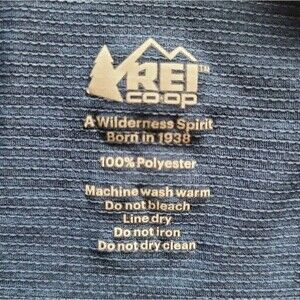 REI™
co·op
A Wilderness Spirit
Born in 1938
100% Polyester
Machine wash warm
Do not bleach
Line dry
Do not iron
Do not dry clean